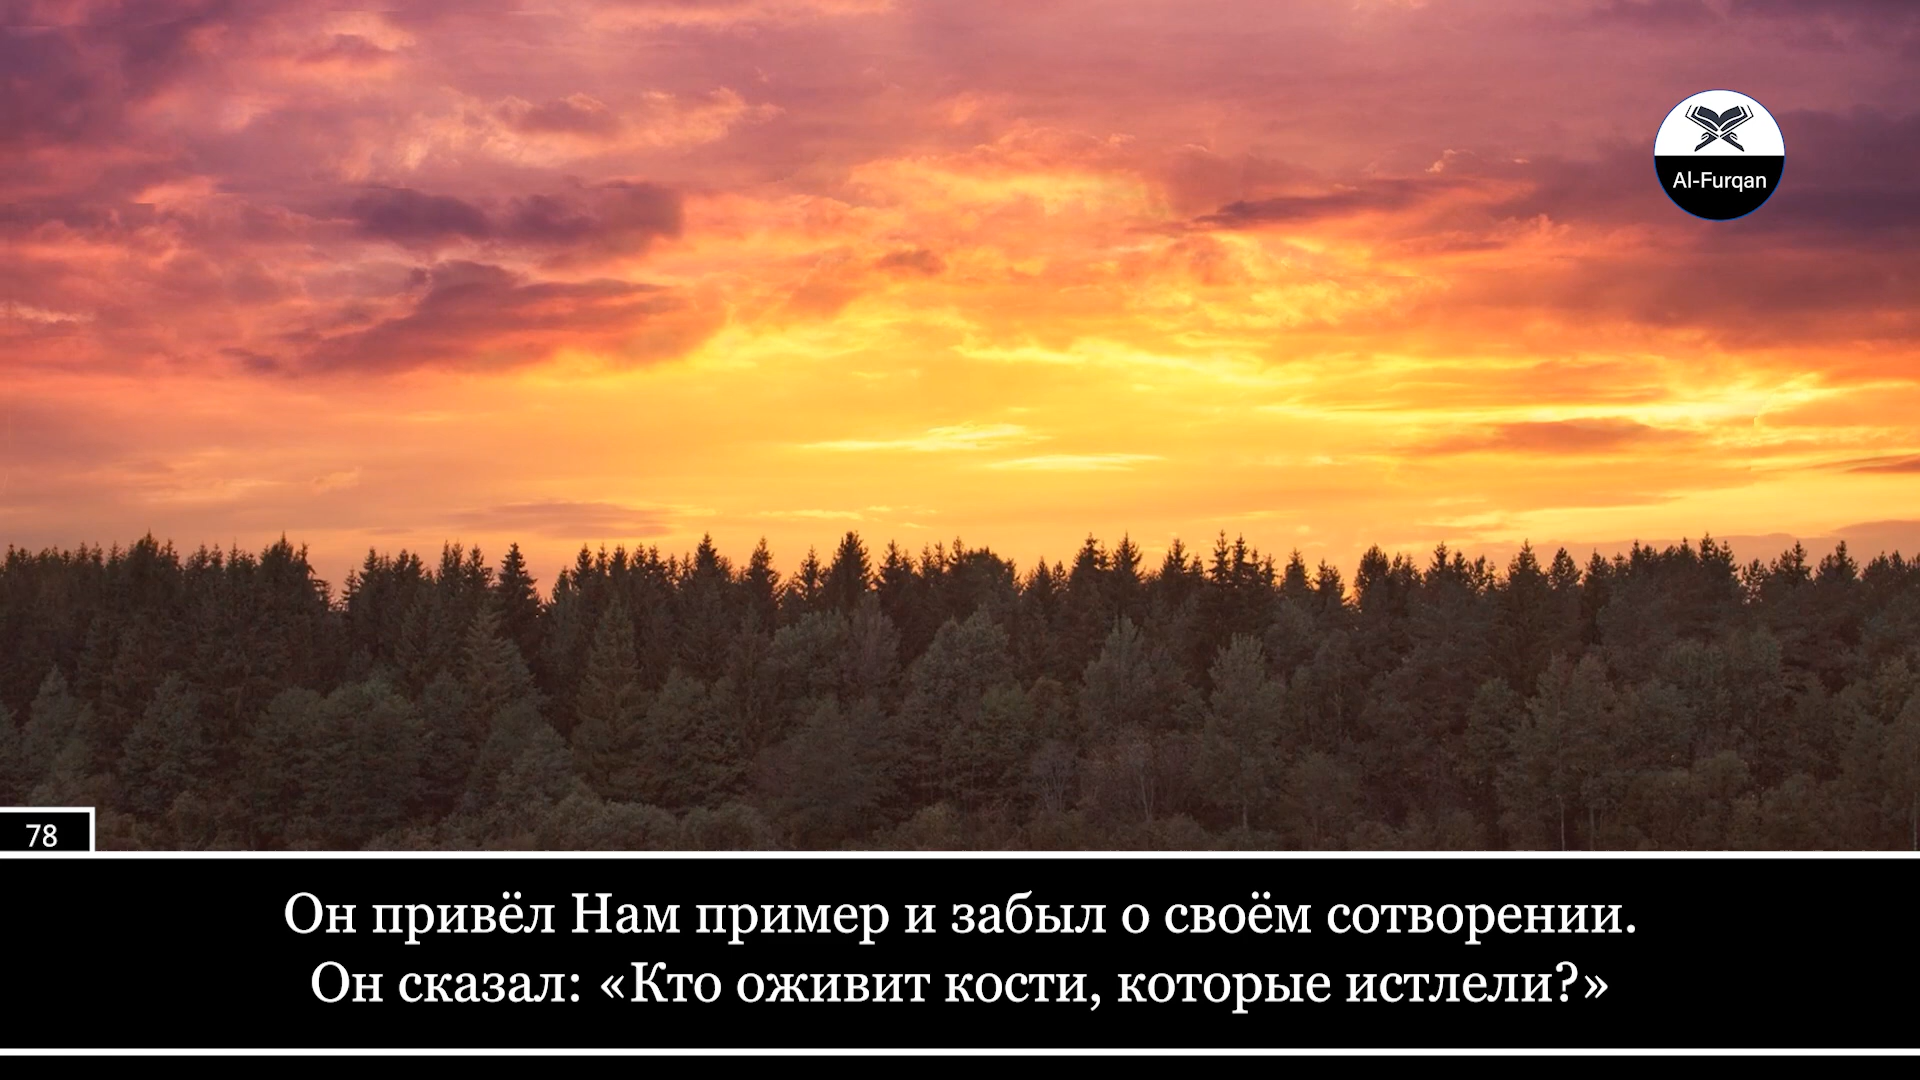 Al-Furqan
78
Он привёл Нам пример и забыл о своём сотворении.
Он сказал: «Кто оживит кости, которые истлели?»